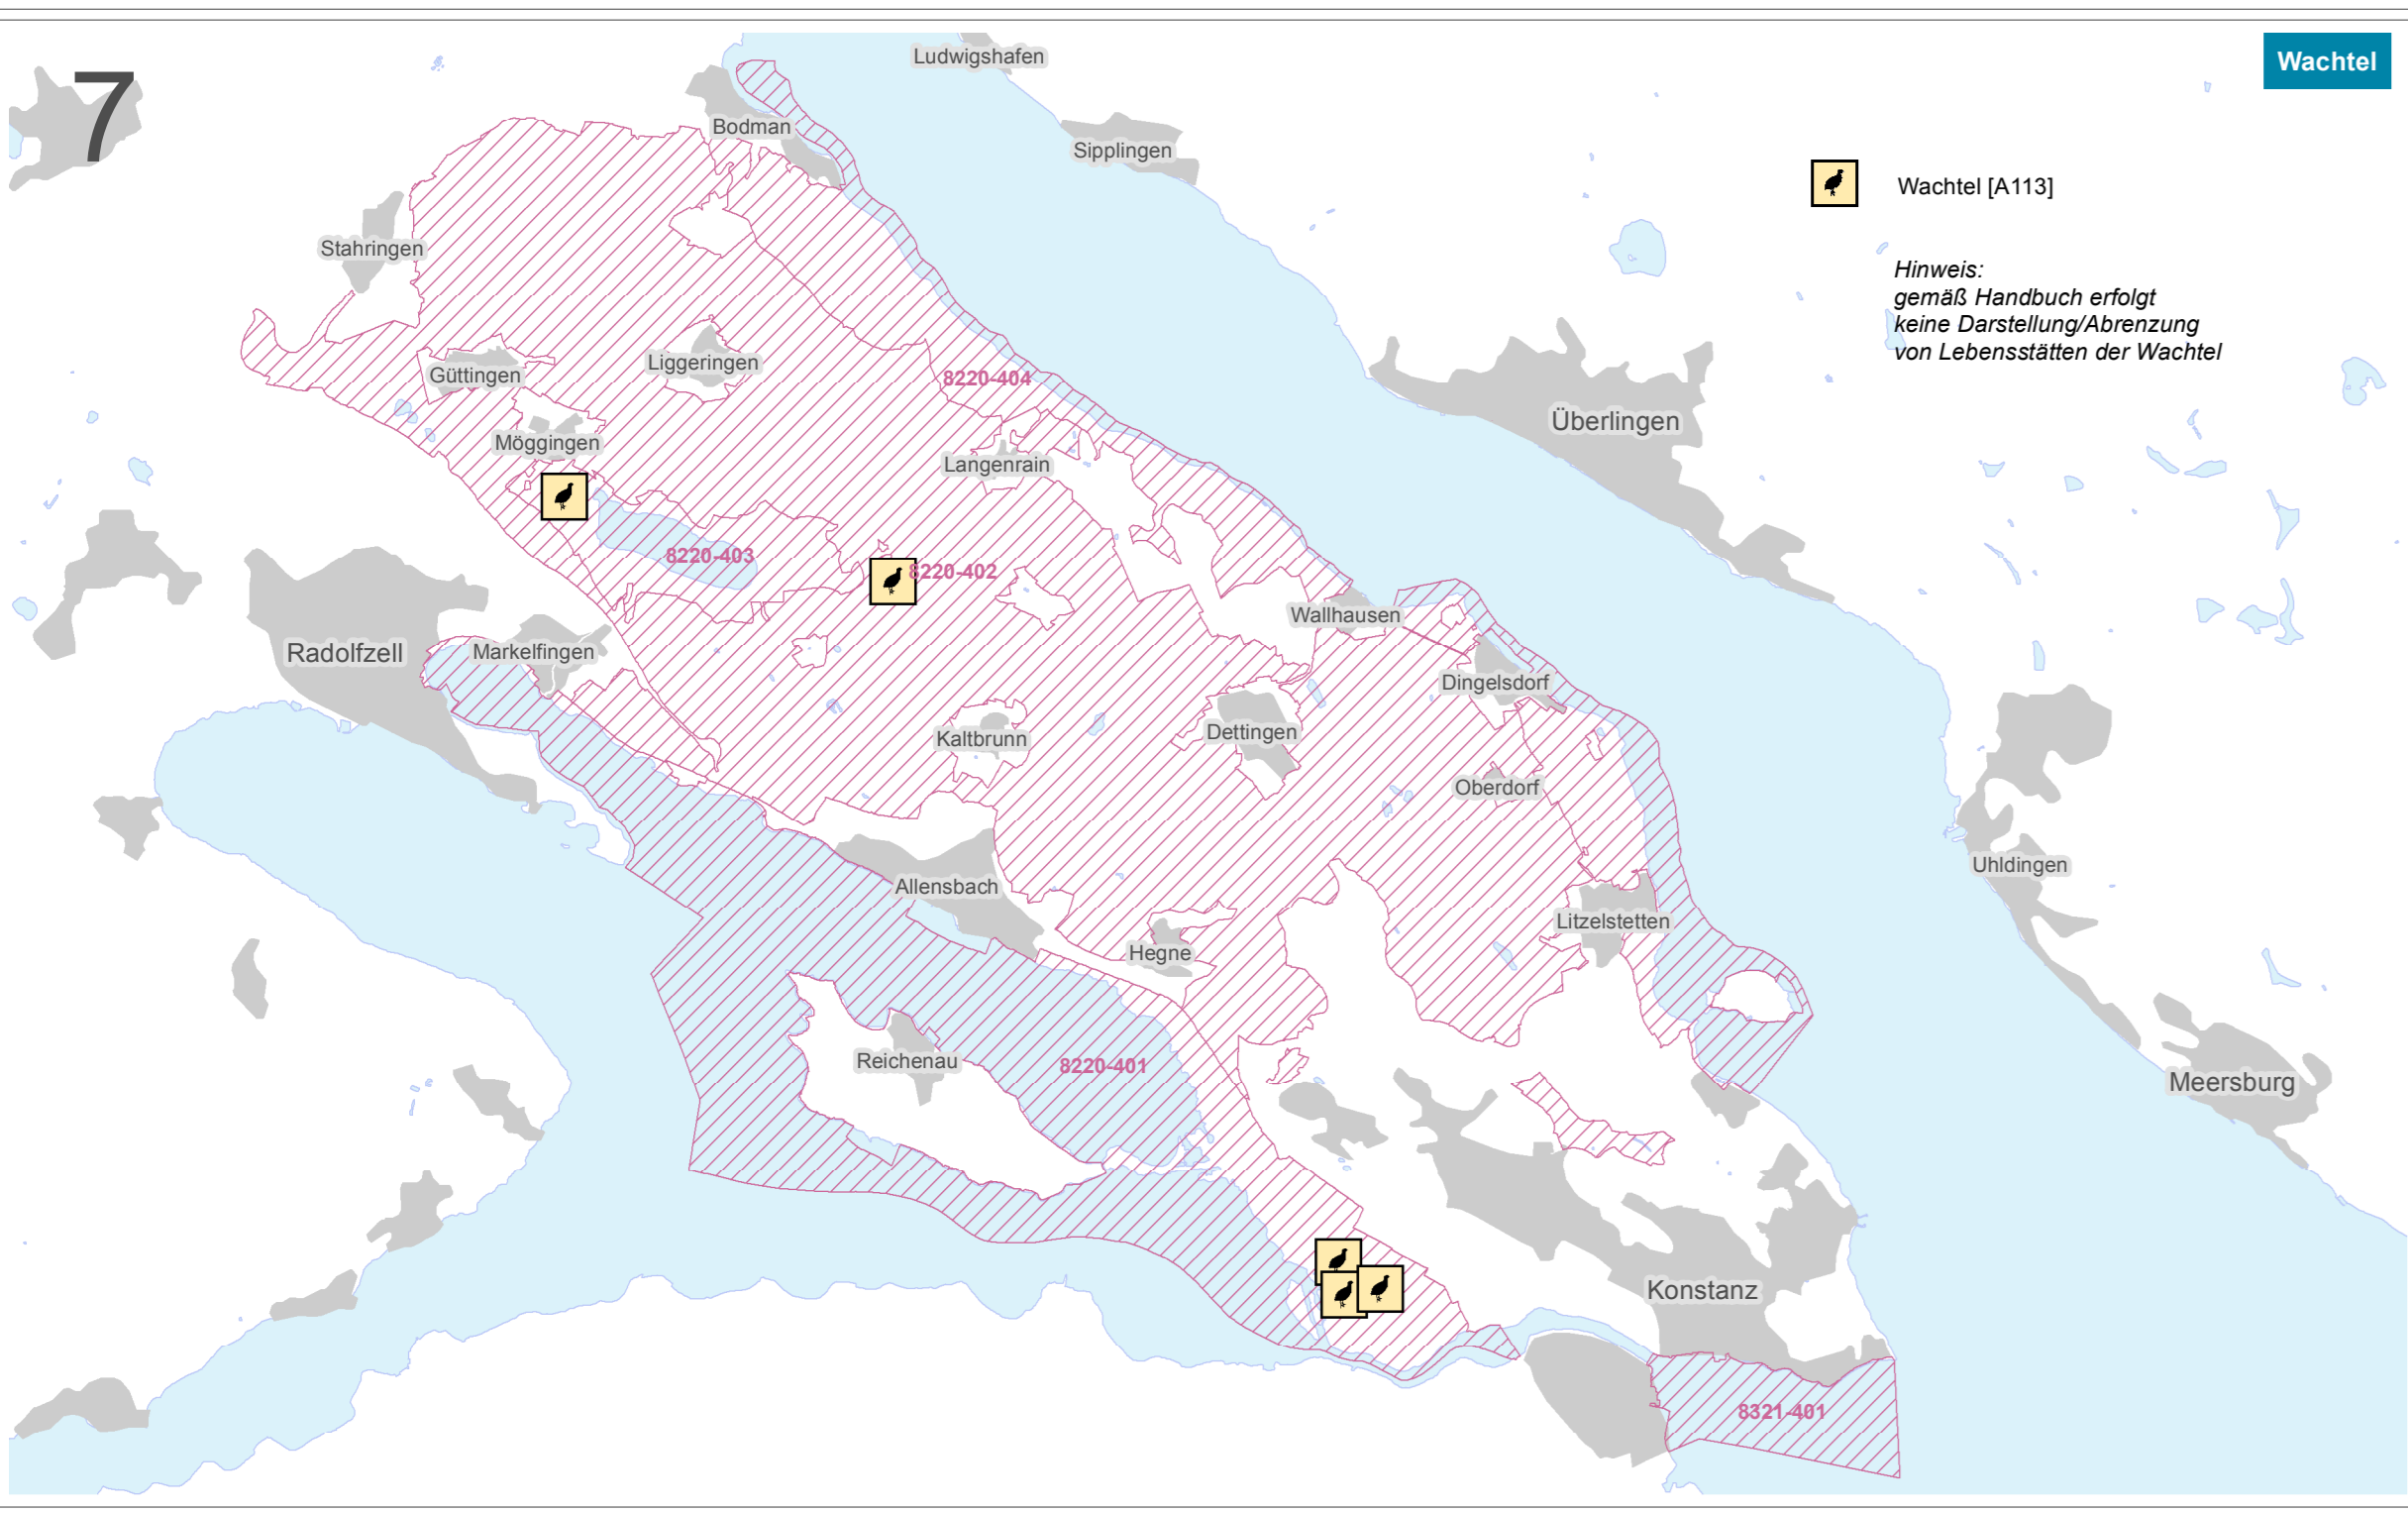 7
Wachtel
Ludwigshafen
Bodman
Sipplingen
Wachtel [A113]
Stahringen
Hinweis:
gemäß Handbuch erfolgt
keine Darstellung/Abrenzung
von Lebensstätten der Wachtel
Güttingen
Liggeringen
8220-404
Überlingen
Möggingen
Langenrain
8220-403
8220-402
Wallhausen
Radolfzell
Markelfingen
Dingelsdorf
Kaltbrunn
Dettingen
Oberdorf
Uhldingen
Allensbach
Litzelstetten
Hegne
Reichenau
8220-401
Meersburg
Konstanz
8321-401